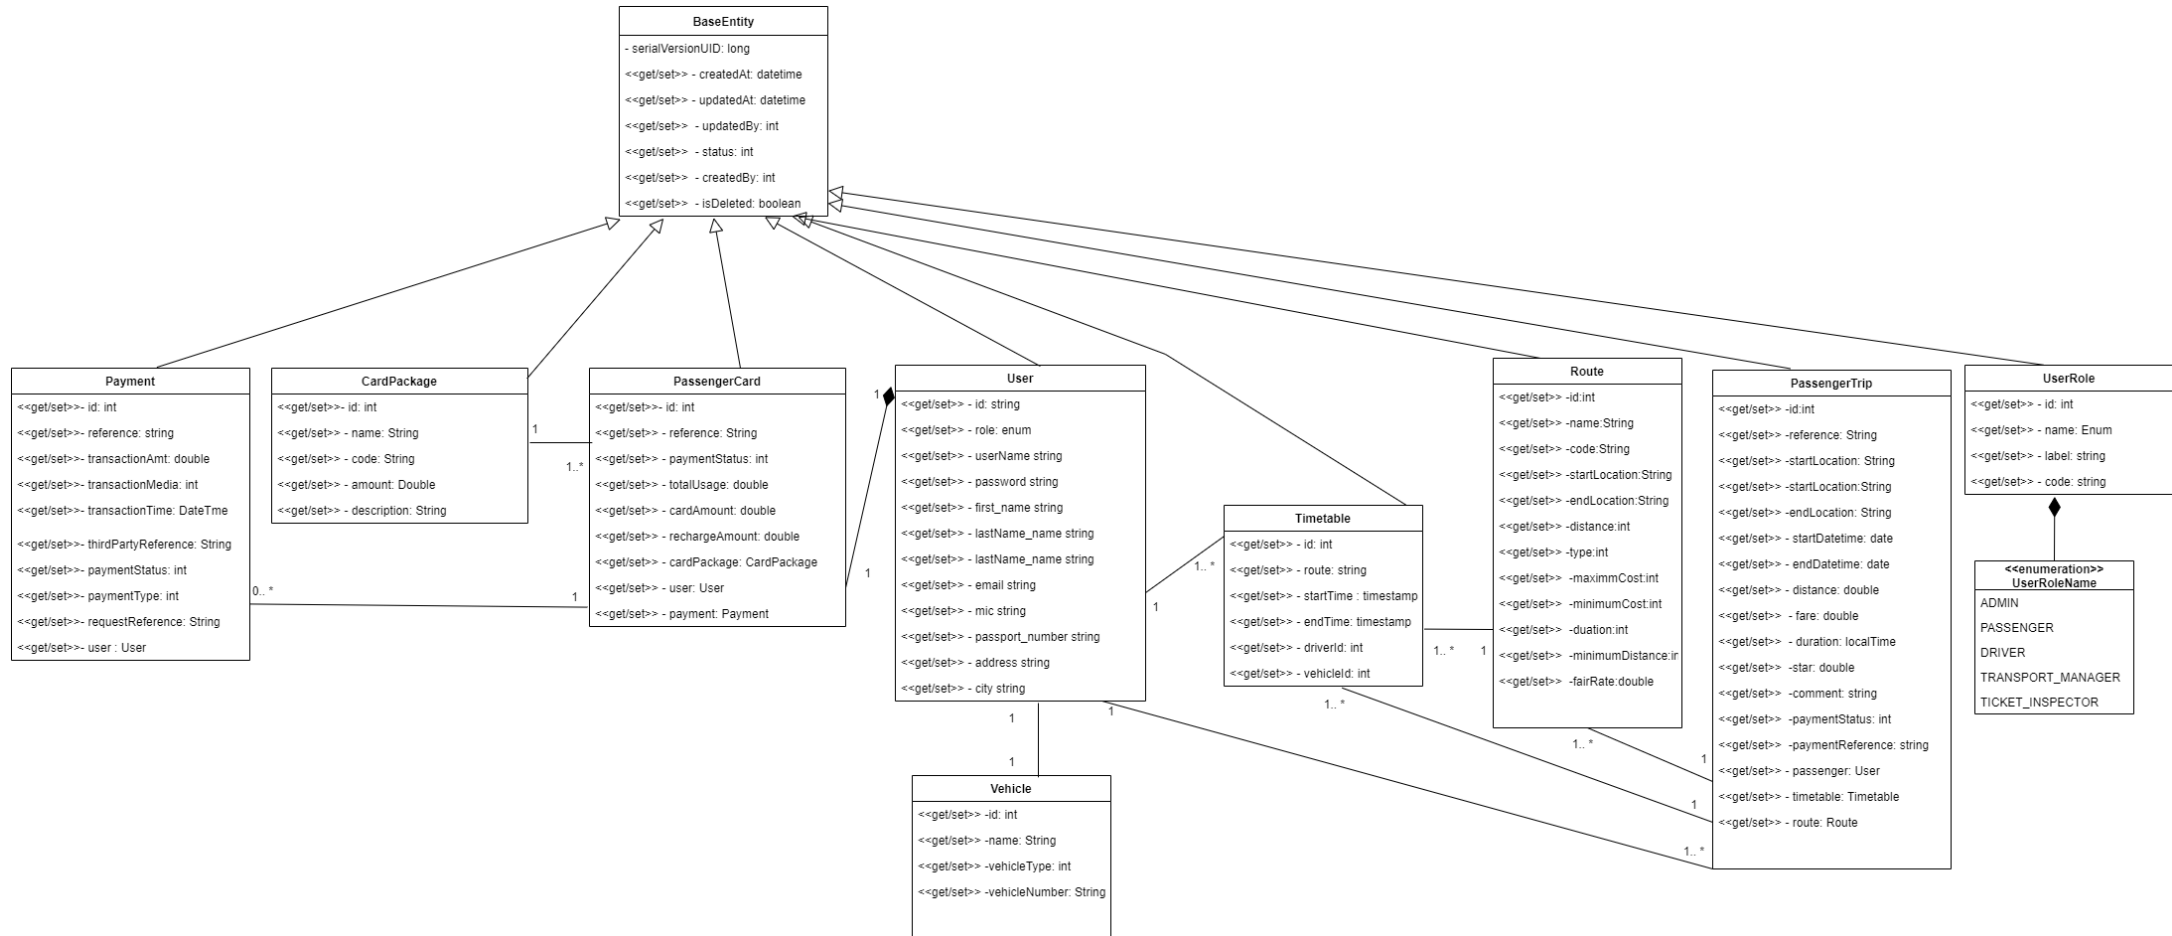 BaseEntity
- serialVersionUID: long
<<get/set>> - createdAt: datetime
<<get/set>> - updatedAt: datetime
<<get/set>>  - updatedBy: int
<<get/set>>  - status: int
<<get/set>>  - createdBy: int
<<get/set>>  - isDeleted: boolean
Payment
<<get/set>>- id: int
<<get/set>>- reference: string
<<get/set>>- transactionAmt: double
<<get/set>>- transactionMedia: int
<<get/set>>- transactionTime: DateTme
<<get/set>>- thirdPartyReference: String
<<get/set>>- paymentStatus: int
<<get/set>>- paymentType: int
<<get/set>>- requestReference: String
<<get/set>>- user : User
0.. *
1
CardPackage
<<get/set>>- id: int
<<get/set>> - name: String
<<get/set>> - code: String
<<get/set>> - amount: Double
<<get/set>> - description: String
1
1..*
PassengerCard
<<get/set>>- id: int
<<get/set>> - reference: String
<<get/set>> - paymentStatus: int
<<get/set>> - totalUsage: double
<<get/set>> - cardAmount: double
<<get/set>> - rechargeAmount: double
<<get/set>> - cardPackage: CardPackage
<<get/set>> - user: User
<<get/set>> - payment: Payment
1
1
User
<<get/set>> - id: string
<<get/set>> - role: enum
<<get/set>> - userName string
<<get/set>> - password string
<<get/set>> - first_name string
<<get/set>> - lastName_name string
<<get/set>> - lastName_name string
<<get/set>> - email string
<<get/set>> - mic string
<<get/set>> - passport_number string
<<get/set>> - address string
<<get/set>> - city string
1.. *
1
1
1
1
Vehicle
<<get/set>> -id: int
<<get/set>> -name: String
<<get/set>> -vehicleType: int
<<get/set>> -vehicleNumber: String
Timetable
<<get/set>> - id: int
<<get/set>> - route: string
<<get/set>> - startTime : timestamp
<<get/set>> - endTime: timestamp
<<get/set>> - driverId: int
<<get/set>> - vehicleId: int
1.. *
1
1.. *
Route
<<get/set>>  -id:int
<<get/set>>  -name:String
<<get/set>>  -code:String
<<get/set>>  -startLocation:String
<<get/set>>  -endLocation:String
<<get/set>>  -distance:int
<<get/set>>  -type:int
<<get/set>>  -maximmCost:int
<<get/set>>  -minimumCost:int
<<get/set>>  -duation:int
<<get/set>>  -minimumDistance:in
<<get/set>>  -fairRate:double
1.. *
1
1
1.. *
PassengerTrip
<<get/set>> -id:int
<<get/set>> -reference: String
<<get/set>> -startLocation: String
<<get/set>> -startLocation:String
<<get/set>> -endLocation: String
<<get/set>> - startDatetime: date
<<get/set>> - endDatetime: date
<<get/set>> - distance: double
<<get/set>> - fare: double
<<get/set>>  - duration: localTime
<<get/set>> -star: double
<<get/set>> -comment: string
<<get/set>>  -paymentStatus: int
<<get/set>>  -paymentReference: string
<<get/set>> - passenger: User
<<get/set>> - timetable: Timetable
<<get/set>> - route: Route
UserRole
<<get/set>> - id: int
<<get/set>> - name: Enum
<<get/set>> - label: string
<<get/set>> - code: string
<<enumeration>>
UserRoleName
ADMIN
PASSENGER
DRIVER
TRANSPORT_MANAGER
TICKET_INSPECTOR